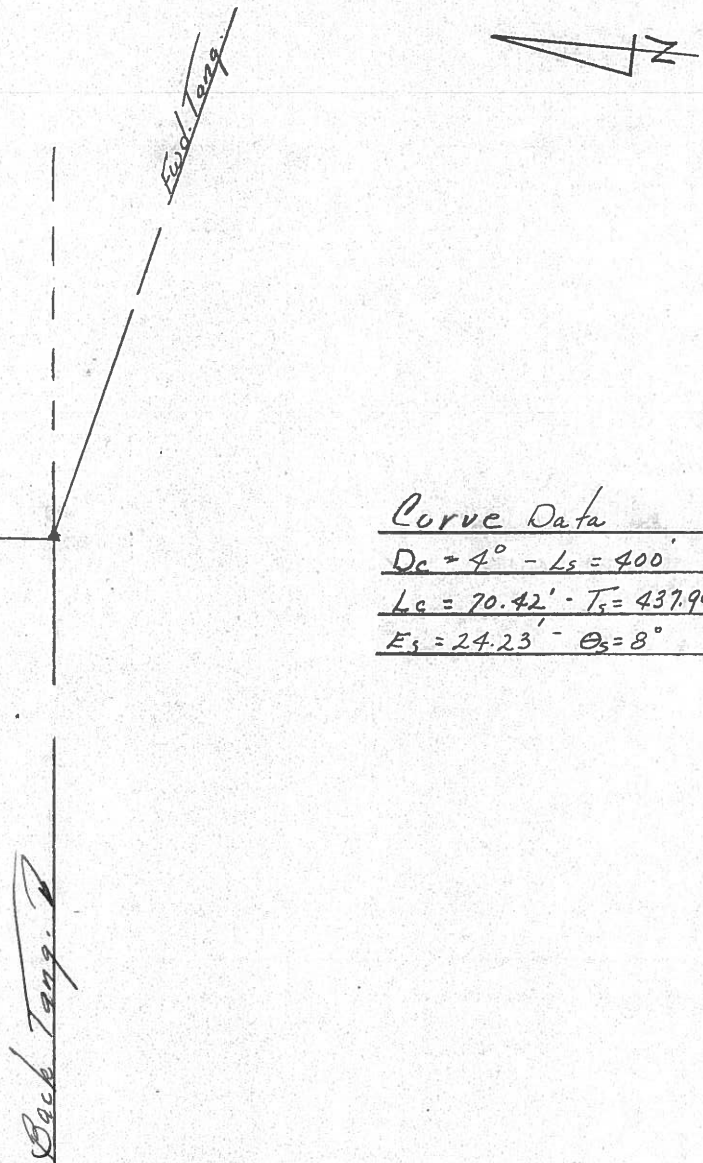 N
Fwd. Tang.
Curve Data
Dc = 4° - Ls = 400'
Lc = 70.42' - Ts = 437.9
Es = 24.23' - Θs = 8°
Back Tang.